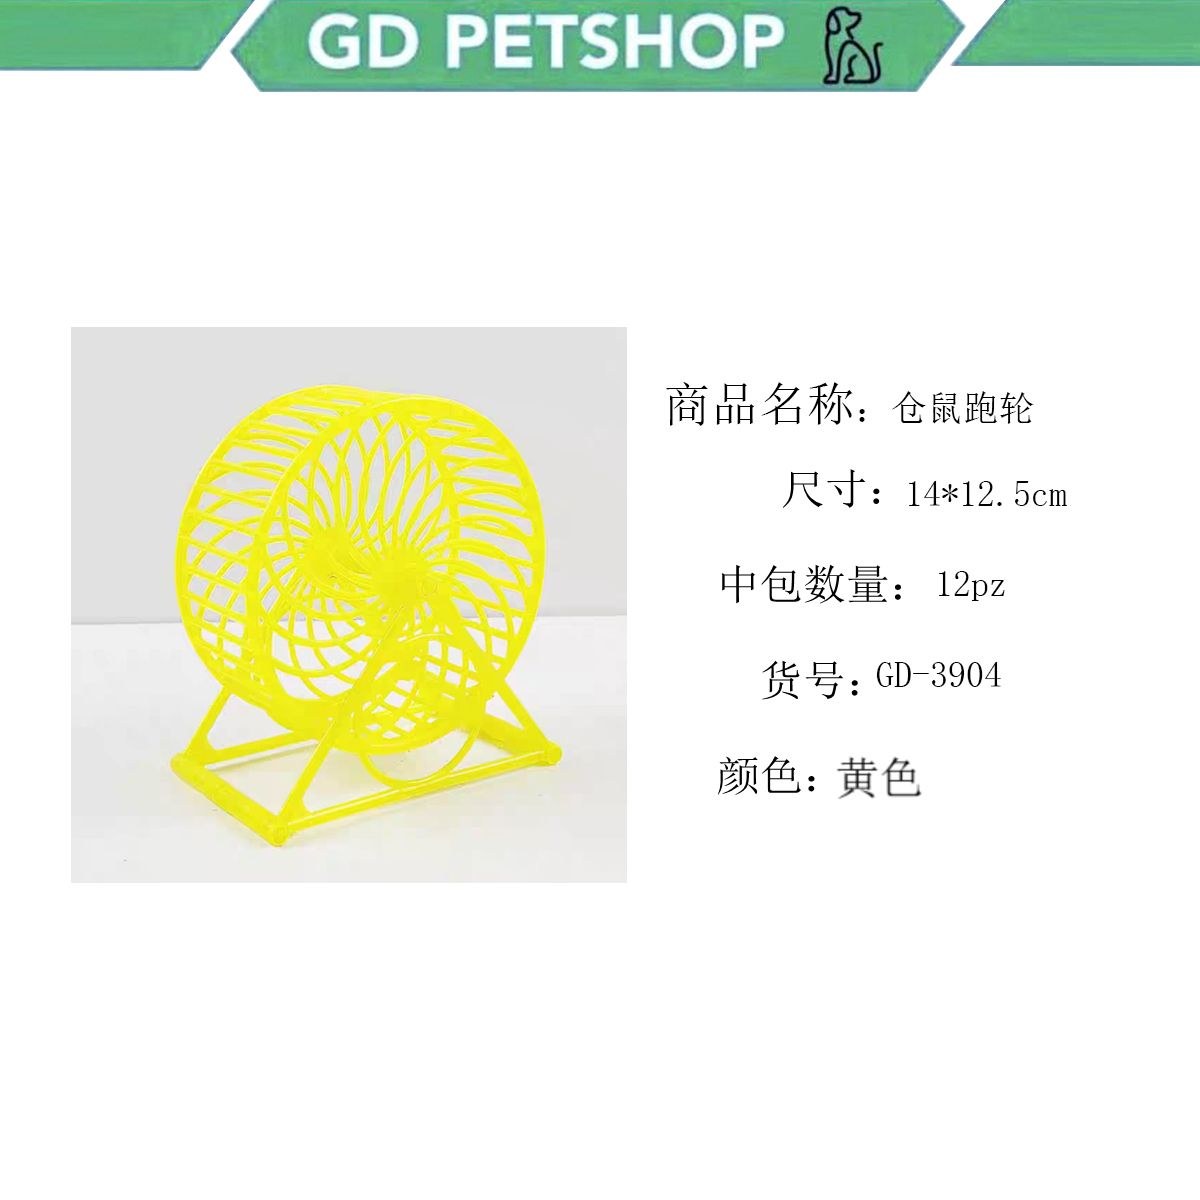 GD PETSHOP
商品名称：仓鼠跑轮
尺寸：14*12.5cm
中包数量：12pz
货号：GD-3904
颜色：黄色